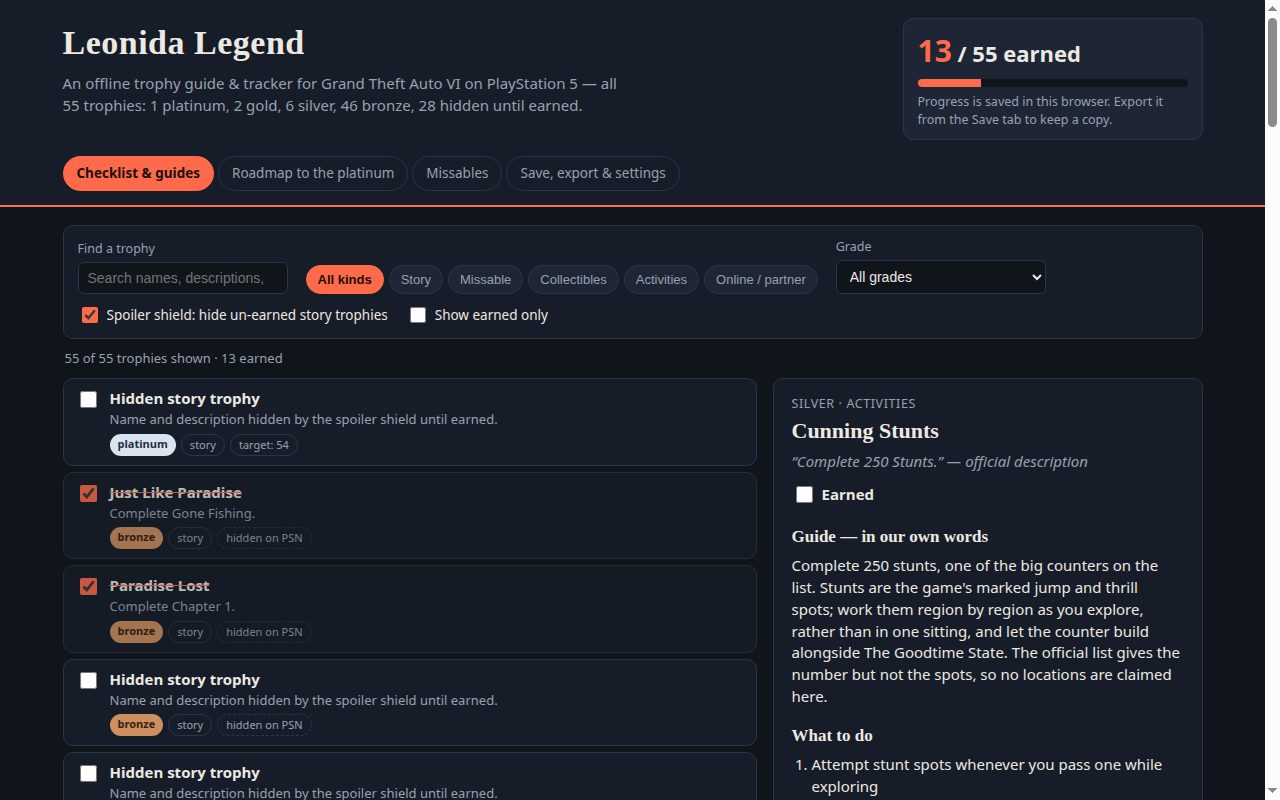 Leonida Legend
An offline trophy guide & tracker for Grand Theft Auto VI on PlayStation 5 — all
55 trophies: 1 platinum, 2 gold, 6 silver, 46 bronze, 28 hidden until earned.
13 / 55 earned
Progress is saved in this browser. Export it
from the Save tab to keep a copy.
Checklist & guides
Roadmap to the platinum
Missables
Save, export & settings
Find a trophy
Search names, descriptions,
All kinds
Story
Missable
Collectibles
Activities
Online / partner
Grade
All grades
Spoiler shield: hide un-earned story trophies
Show earned only
55 of 55 trophies shown · 13 earned
Hidden story trophy
Name and description hidden by the spoiler shield until earned.
platinum story target: 54
Just Like Paradise
Complete Gone Fishing.
bronze story hidden on PSN
Paradise Lost
Complete Chapter 1.
bronze story hidden on PSN
Hidden story trophy
Name and description hidden by the spoiler shield until earned.
bronze story hidden on PSN
Hidden story trophy
Name and description hidden by the spoiler shield until earned.
SILVER · ACTIVITIES
Cunning Stunts
“Complete 250 Stunts.” — official description
Earned
Guide — in our own words
Complete 250 stunts, one of the big counters on the
list. Stunts are the game's marked jump and thrill
spots; work them region by region as you explore,
rather than in one sitting, and let the counter build
alongside The Goodtime State. The official list gives the
number but not the spots, so no locations are claimed
here.
What to do
1. Attempt stunt spots whenever you pass one while
exploring